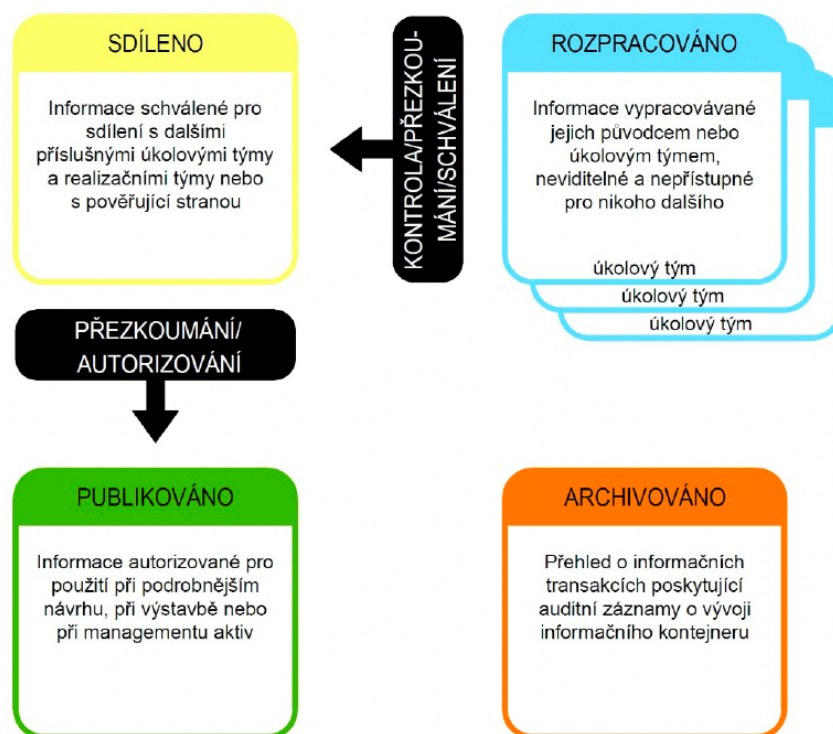 SDÍLENO
Informace schválené pro
sdílení s dalšími
příslušnými úkolovými týmy
a realizačními týmy nebo
s pověřující stranou
KONTROLA/PŘEZKOU-
MÁNÍ/SCHVÁLENÍ
ROZPRACOVÁNO
Informace vypracovávané
jejich původcem nebo
úkolovým týmem,
neviditelné a nepřístupné
pro nikoho dalšího
úkolový tým
úkolový tým
úkolový tým
PŘEZKOUMÁNÍ/
AUTORIZOVÁNÍ
PUBLIKOVÁNO
Informace autorizované pro
použití při podrobnějším
návrhu, při výstavbě nebo
při managementu aktiv
ARCHIVOVÁNO
Přehled o informačních
transakcích poskytující
auditní záznamy o vývoji
informačního kontejneru